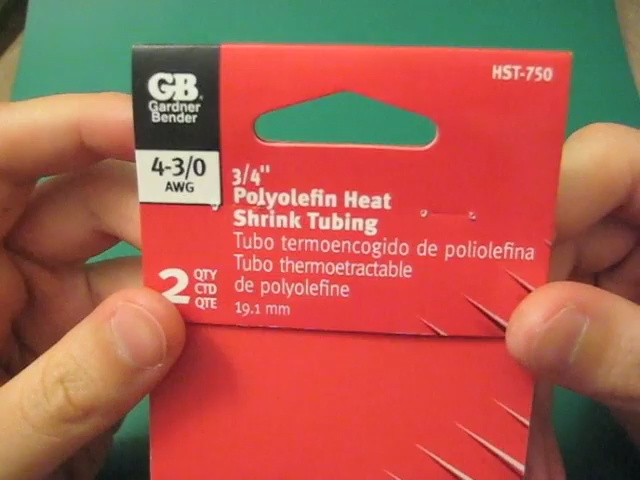 HST-750
GB
Gardner
Bender
4-3/0
AWG
3/4"
Polyolefin Heat
Shrink Tubing
Tubo termoencogido de poliolefina
Tubo thermoetractable
de polyolefine
19.1 mm
2 QTY
CTD
QTE